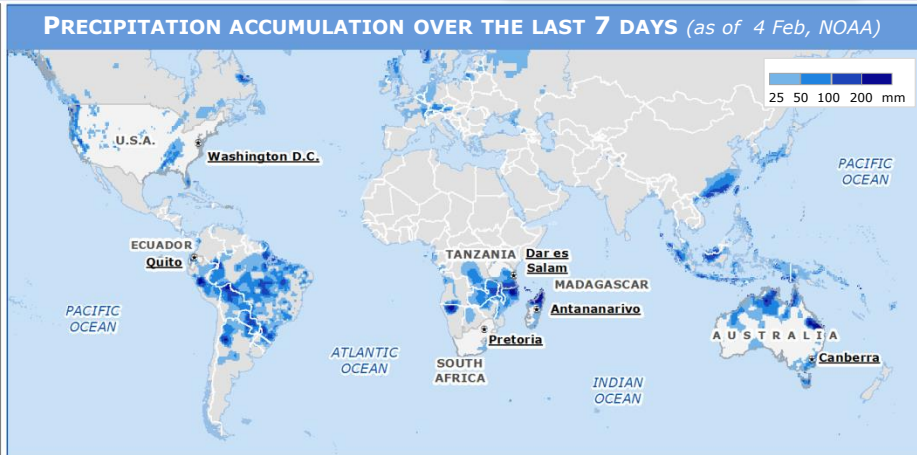 PRECIPITATION ACCUMULATION OVER THE LAST 7 DAYS (as of 4 Feb, NOAA)
25 50 100 200 mm
U.S.A.
Washington D.C.
PACIFIC
OCEAN
ECUADOR
Quito
TANZANIA
Dar es
Salam
MADAGASCAR
Antananarivo
PACIFIC
OCEAN
Pretoria
AUSTRALIA
Canberra
ATLANTIC
OCEAN
SOUTH
AFRICA
INDIAN
OCEAN